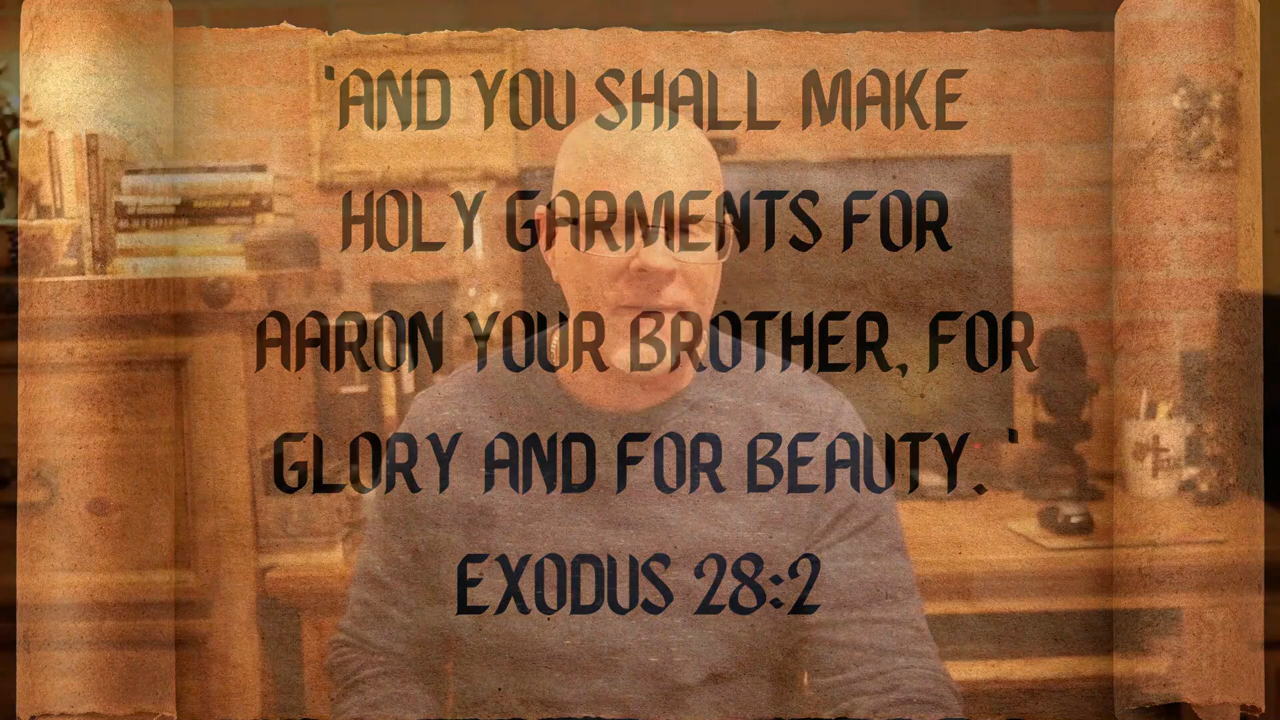 'AND YOU SHALL MAKE
HOLY GARMENTS FOR
AARON YOUR BROTHER, FOR
GLORY AND FOR BEAUTY. '
EXODUS 28:2